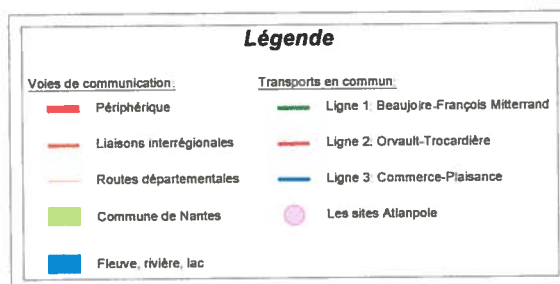 Légende
Voies de communication:
Périphérique
Liaisons interrégionales
Routes départementales
Commune de Nantes
Fleuve, rivière, lac
Transports en commun:
Ligne 1: Beaujoire-François Mitterrand
Ligne 2: Orvault-Trocardière
Ligne 3: Commerce-Plaisance
Les sites Atlanpole